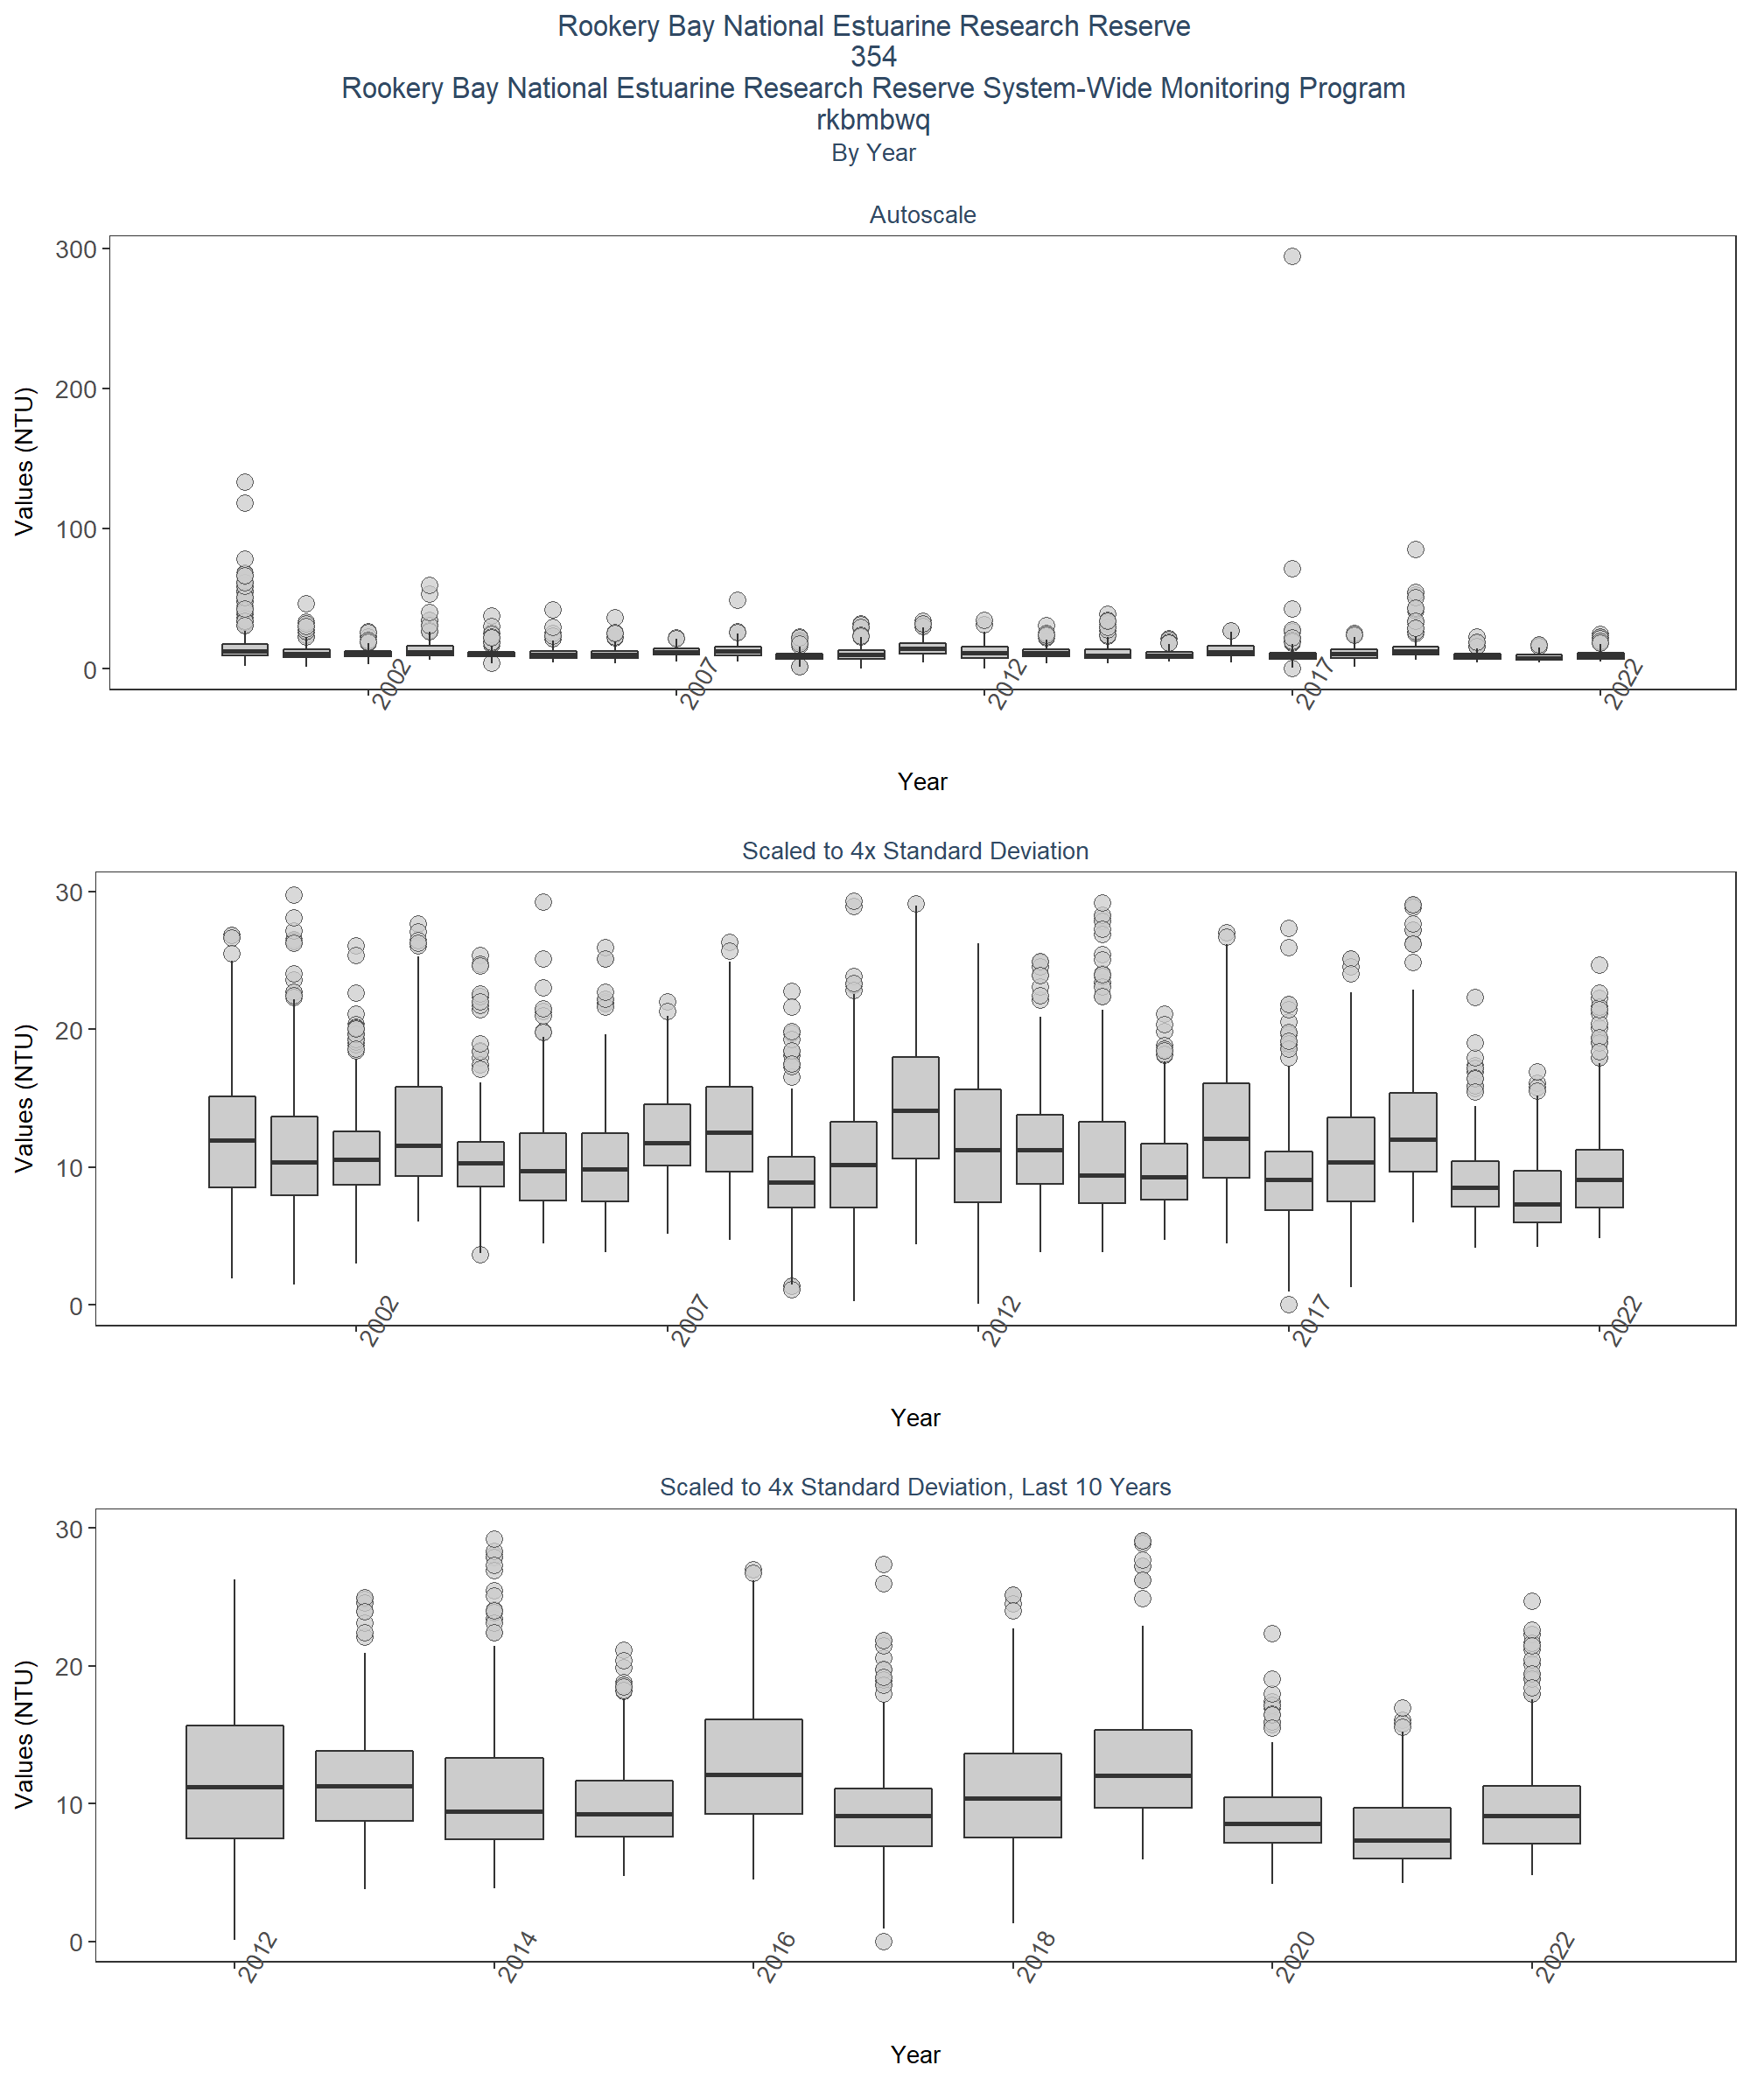 Rookery Bay National Estuarine Research Reserve
354
Rookery Bay National Estuarine Research Reserve System-Wide Monitoring Program
rkbmbwq
By Year
Autoscale
Values (NTU)
300
200
100
0
2002
2007
2012
2017
2022
Year
Scaled to 4x Standard Deviation
Values (NTU)
30
20
10
0
2002
2007
2012
2017
2022
Year
Scaled to 4x Standard Deviation, Last 10 Years
Values (NTU)
30
20
10
0
2012
2014
2016
2018
2020
2022
Year